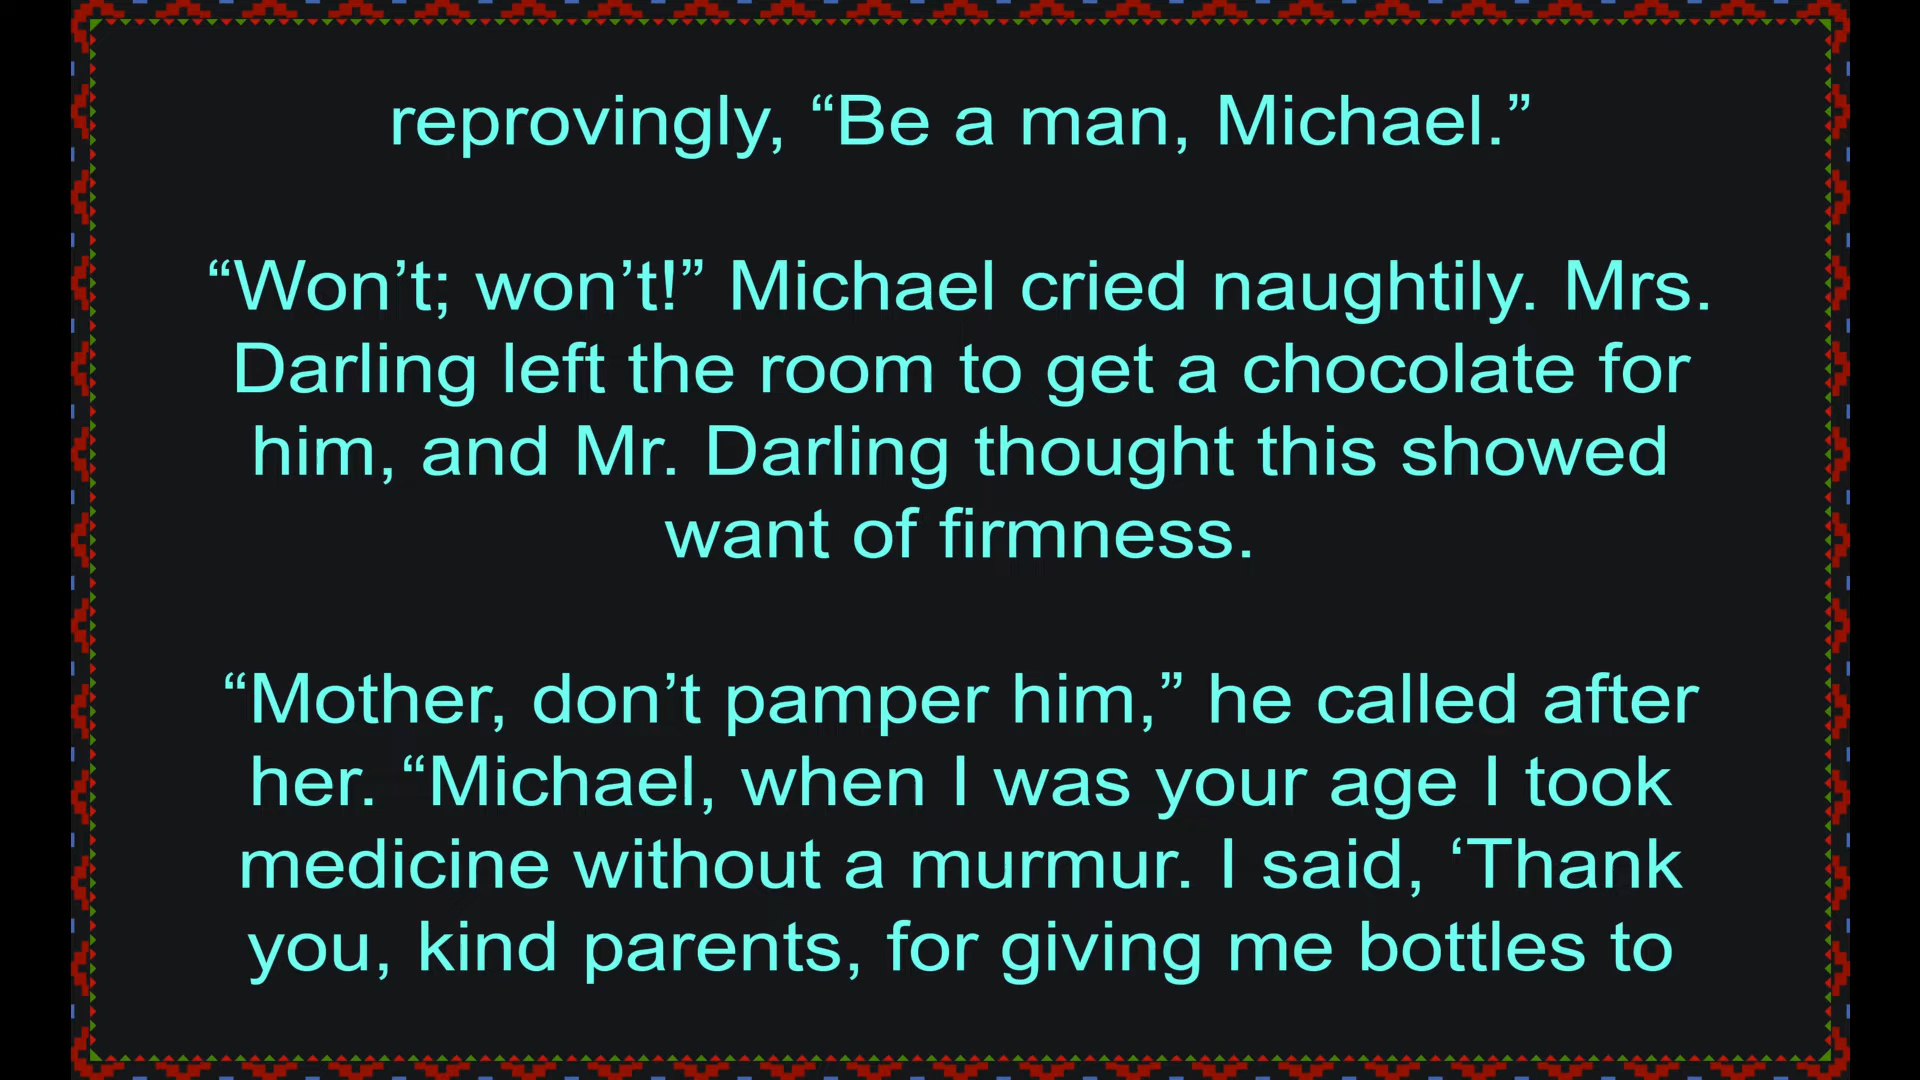 reprovingly, “Be a man, Michael.”
“Won’t; won’t!” Michael cried naughtily. Mrs.
Darling left the room to get a chocolate for
him, and Mr. Darling thought this showed
want of firmness.
“Mother, don’t pamper him,” he called after
her. “Michael, when I was your age I took
medicine without a murmur. I said, ‘Thank
you, kind parents, for giving me bottles to